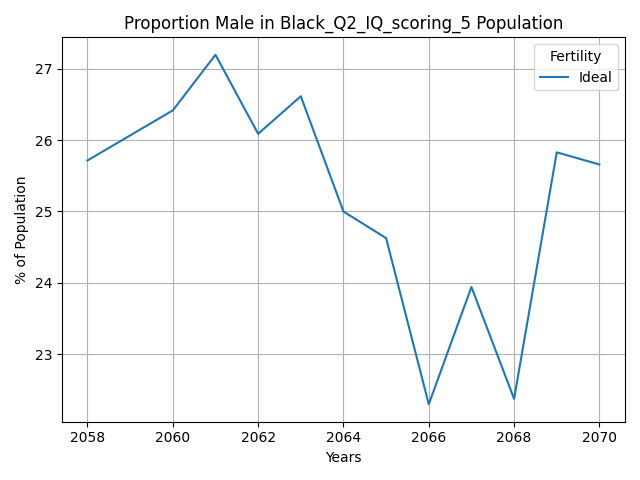 Proportion Male in Black_Q2_IQ_scoring_5 Population
Fertility
Ideal
% of Population
27
26
25
24
23
2058 2060 2062 2064 2066 2068 2070
Years